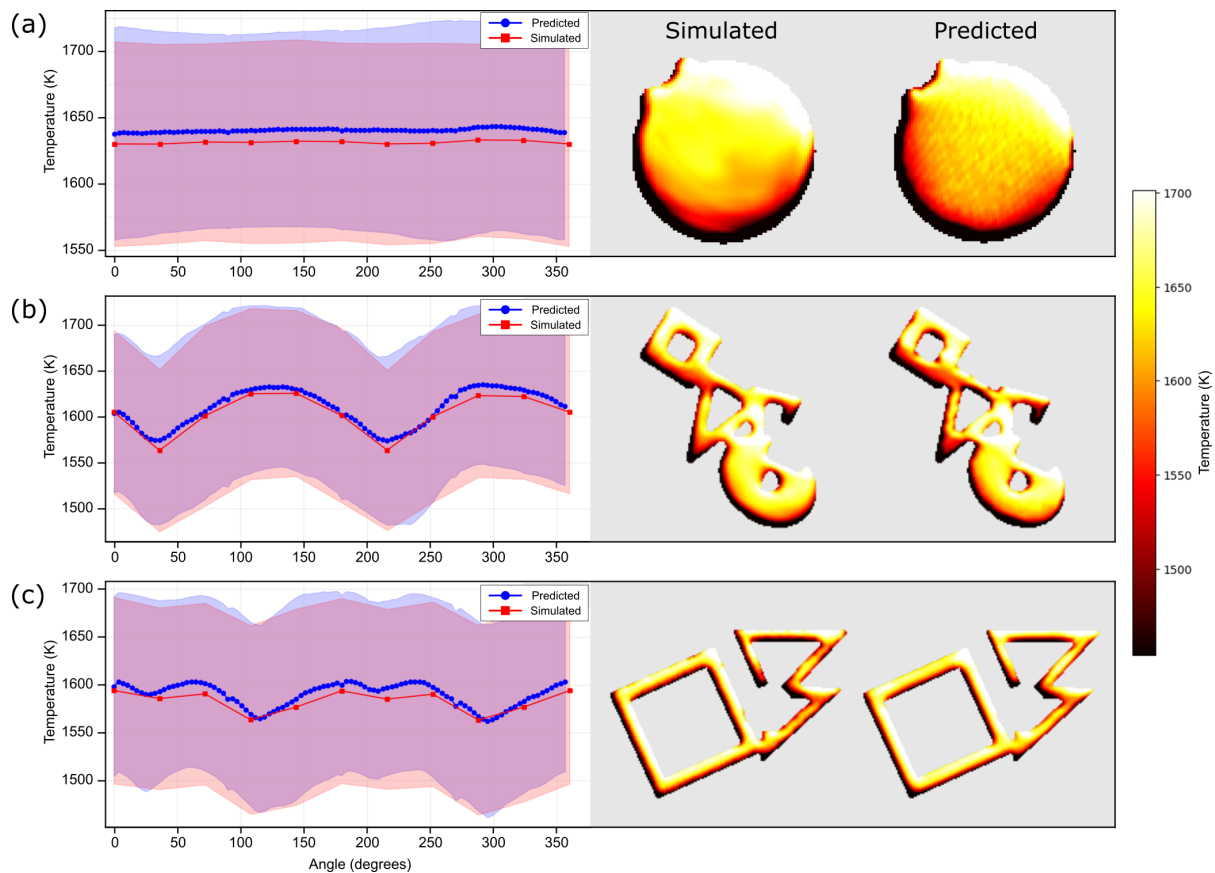 (a)
Temperature (K)
1700
1650
1600
1550
0 50 100 150 200 250 300 350
Predicted
Simulated
Simulated Predicted
(b)
Temperature (K)
1700
1650
1600
1550
1500
0 50 100 150 200 250 300 350
Predicted
Simulated
(c)
Temperature (K)
1700
1650
1600
1550
1500
0 50 100 150 200 250 300 350
Angle (degrees)
Predicted
Simulated
1700
1600
1550
1500
Temperature (K)